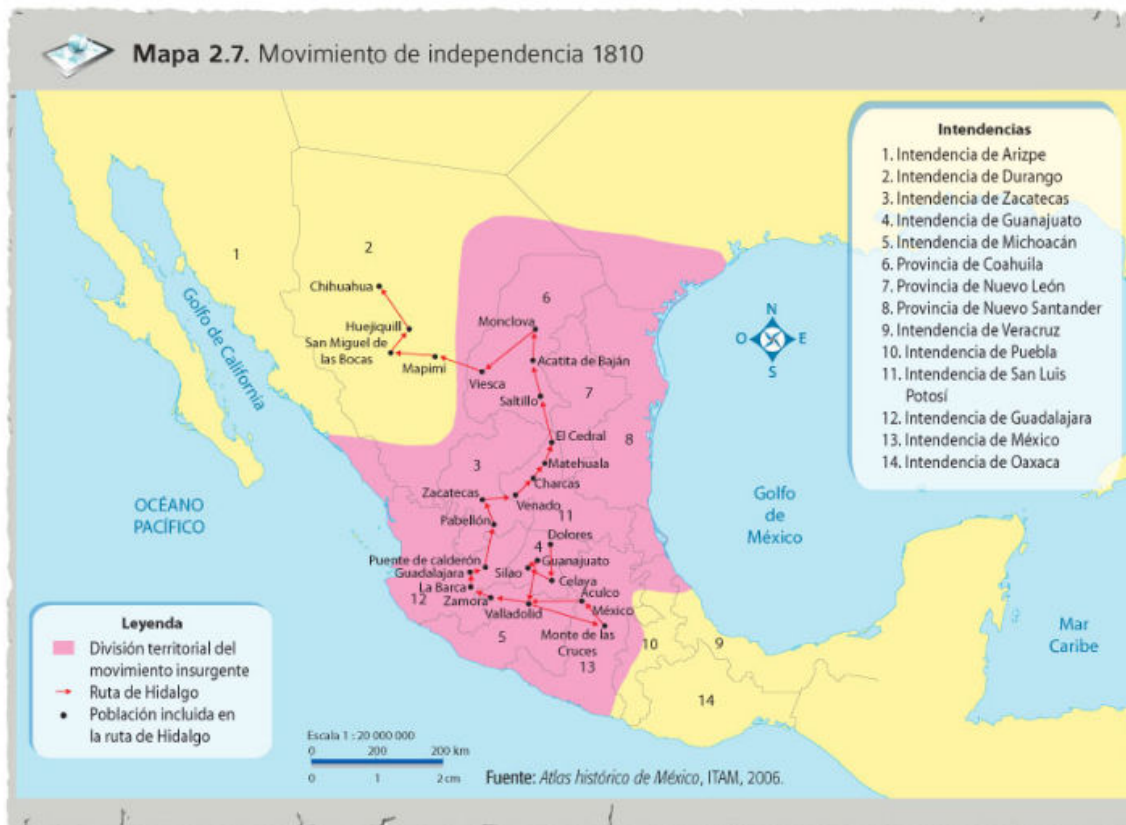 Mapa 2.7. Movimiento de independencia 1810
Intendencias
1. Intendencia de Arizpe
2. Intendencia de Durango
3. Intendencia de Zacatecas
4. Intendencia de Guanajuato
5. Intendencia de Michoacán
6. Provincia de Coahuila
7. Provincia de Nuevo León
8. Provincia de Nuevo Santander
9. Intendencia de Veracruz
10. Intendencia de Puebla
11. Intendencia de San Luis
Potosí
12. Intendencia de Guadalajara
13. Intendencia de México
14. Intendencia de Oaxaca
1
2
Chihuahua
Huejiquill
San Miguel de
las Bocas
Mapimi
Golfo de California
6
Monclova
Acatita de Baján
Viesca
7
Saltillo
8
El Cedral
3
Matehuala
Charcas
Zacatecas
Venado
11
Pabellón
Dolores
4
Puente de calderón
Guanajuato
Guadalajara
Silao
Celaya
La Barca
12
Zamora
Aculco
Valladolid
México
5
Monte de las
Cruces
13
10
9
14
N
O
E
S
OCÉANO
PACÍFICO
Golfo
de
México
Mar
Caribe
Leyenda
División territorial del
movimiento insurgente
Ruta de Hidalgo
Población incluida en
la ruta de Hidalgo
Escala 1 : 20 000 000
0 200 200 km
0 1 2 cm
Fuente: Atlas histórico de México, ITAM, 2006.